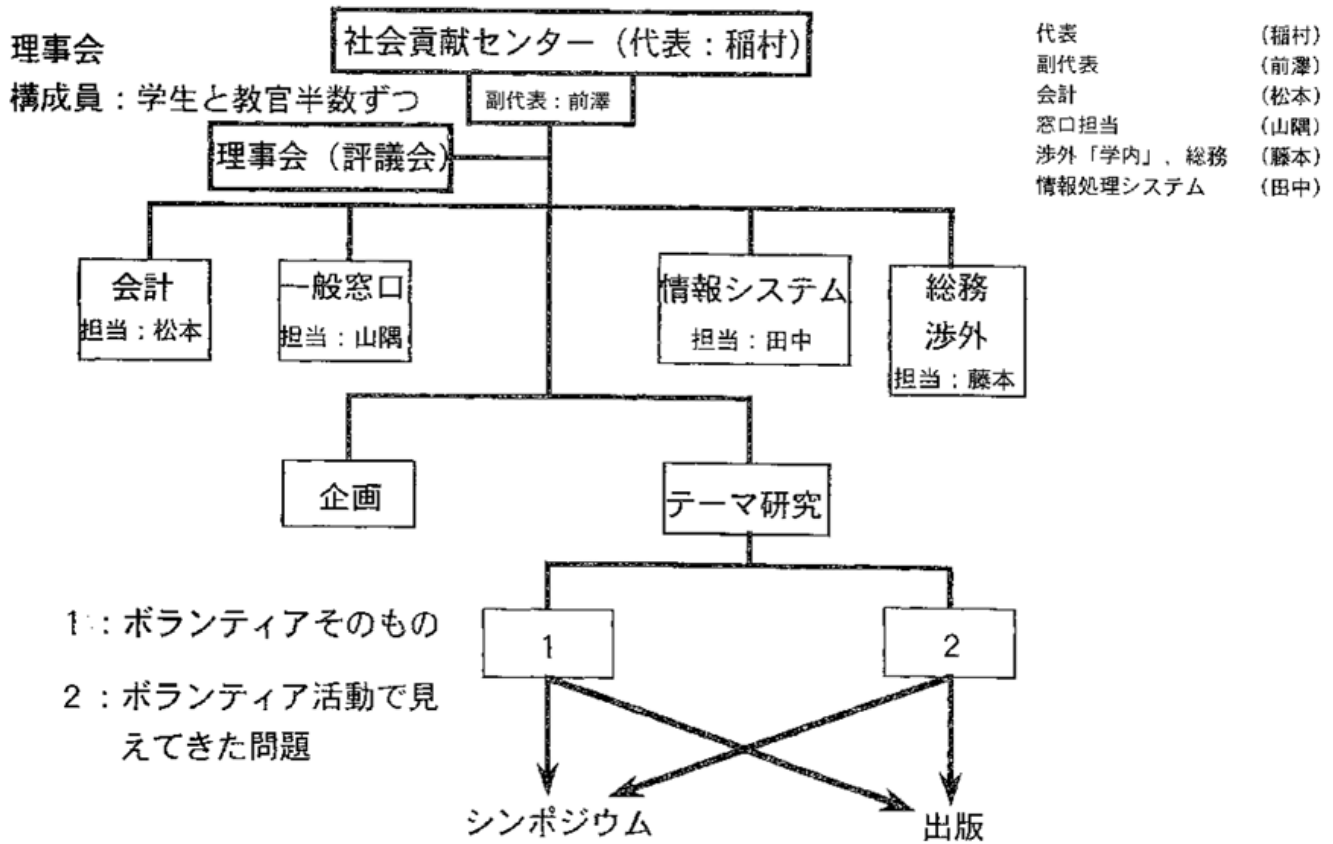 社会貢献センター（代表：稲村）
副代表：前澤
理事会
構成員：学生と教官半数ずつ
理事会（評議会）
代表 （稲村）
副代表 （前澤）
会計 （松本）
窓口担当 （山隅）
渉外「学内」、総務 （藤本）
情報処理システム （田中）
会計
担当：松本
一般窓口
担当：山隅
情報システム
担当：田中
総務
渉外
担当：藤本
企画
テーマ研究
1：ボランティアそのもの
2：ボランティア活動で見
えてきた問題
1
2
シンポジウム
出版